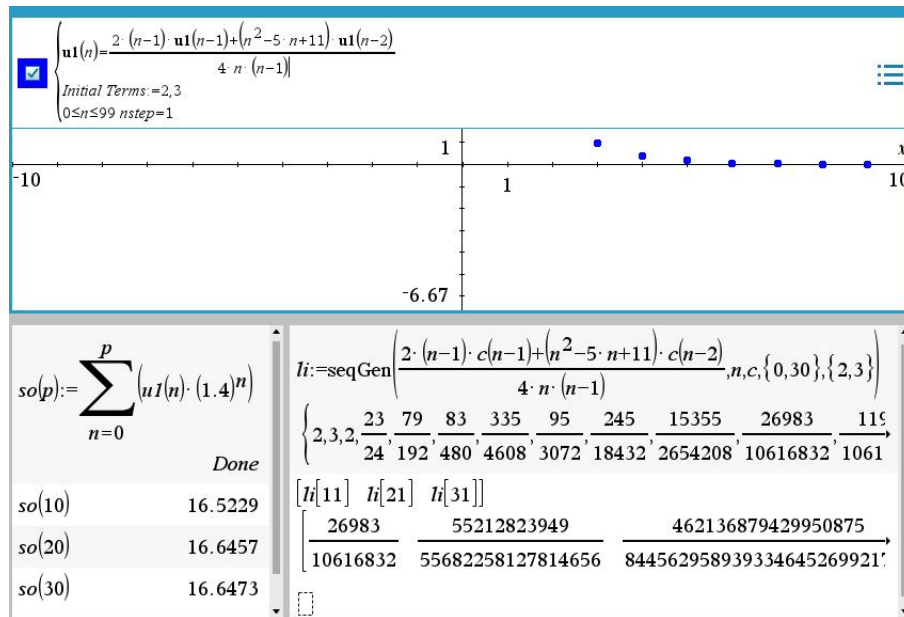 u1(n)=2·(n−1)·u1(n−1)+(n²−5·n+11)·u1(n−2)
4·n·(n−1)
Initial Terms:=2,3
0≤n≤99 nstep=1
1
x
-10
1
10
-6.67
so(p):=∑(u1(n)·(1.4)ⁿ)
p
n=0
Done
so(10) 16.5229
so(20) 16.6457
so(30) 16.6473
li:=seqGen(2·(n−1)·c(n−1)+(n²−5·n+11)·c(n−2)
4·n·(n−1)
,n,c,{0,30},{2,3})
{2,3,2,23/24,79/192,83/480,335/4608,95/3072,245/18432,15355/2654208,26983/10616832,
[li[11] li[21] li[31]]
[26983/10616832 55212823949/55682258127814656 462136879429950875/